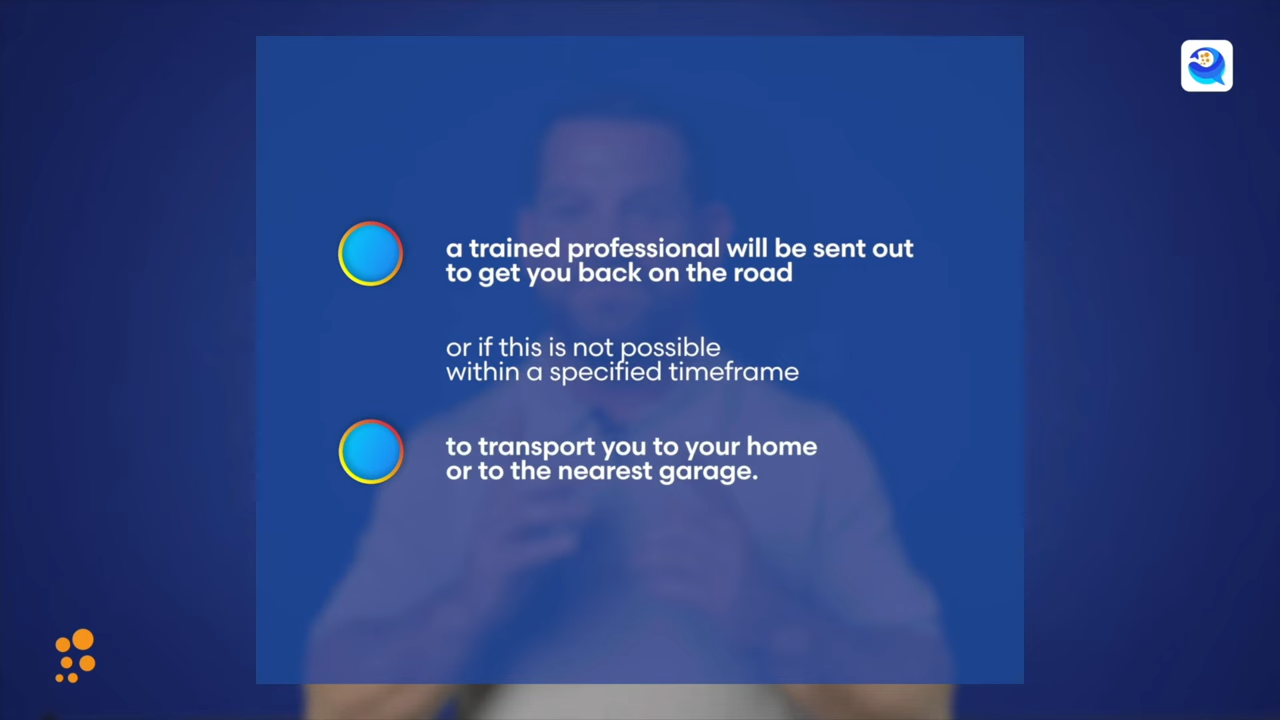 a trained professional will be sent out
to get you back on the road
or if this is not possible
within a specified timeframe
to transport you to your home
or to the nearest garage.